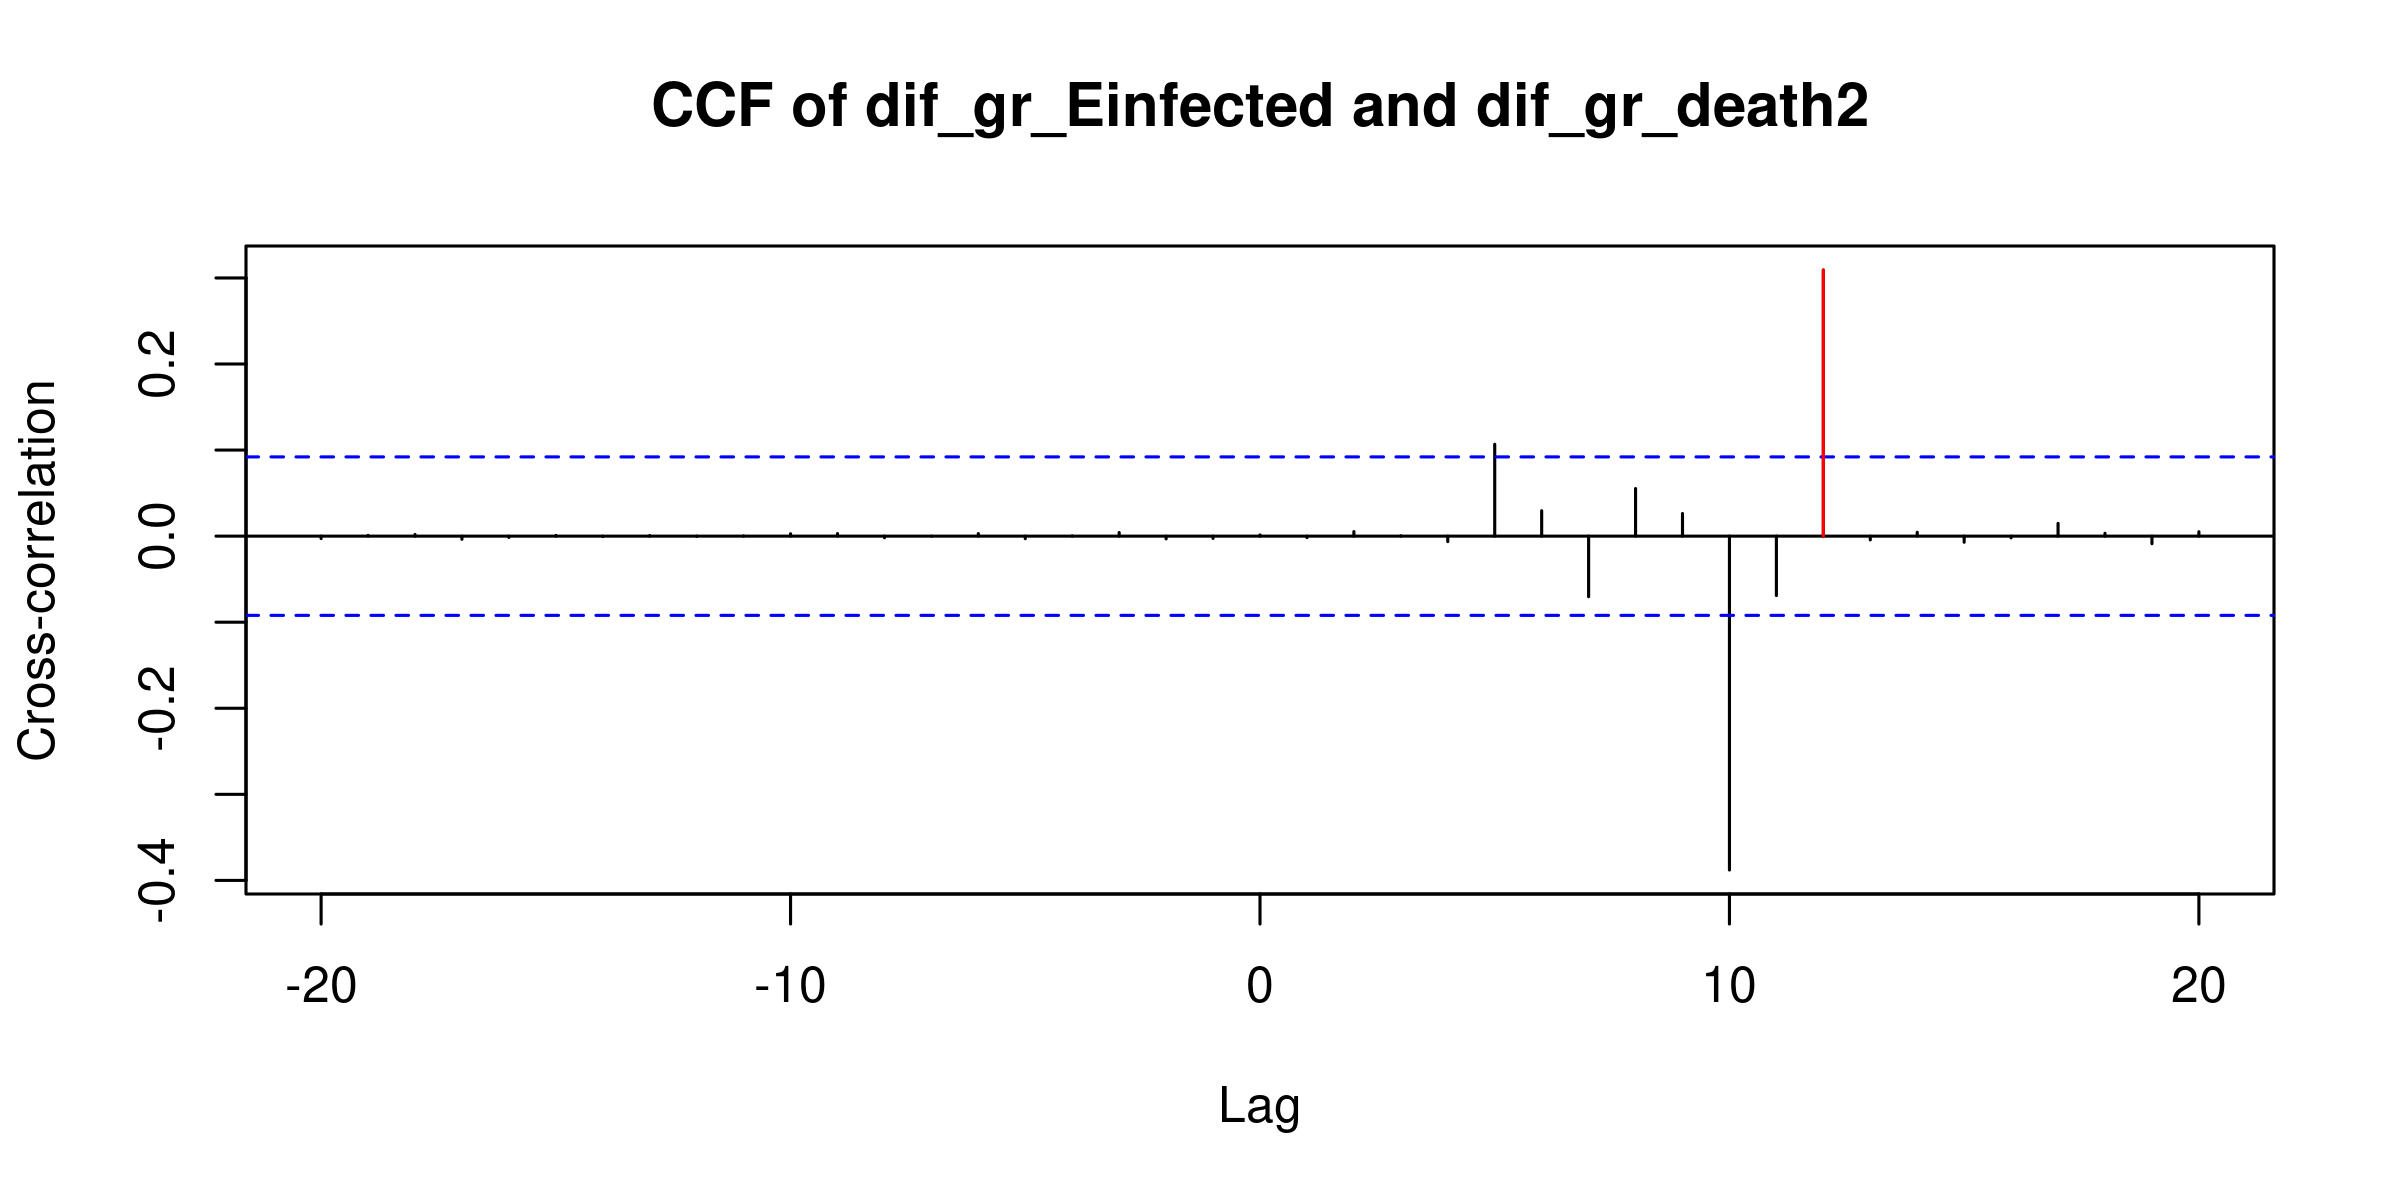 CCF of dif_gr_Einfected and dif_gr_death2
Cross-correlation
0.2
0.0
-0.2
-0.4
-20 -10 0 10 20
Lag